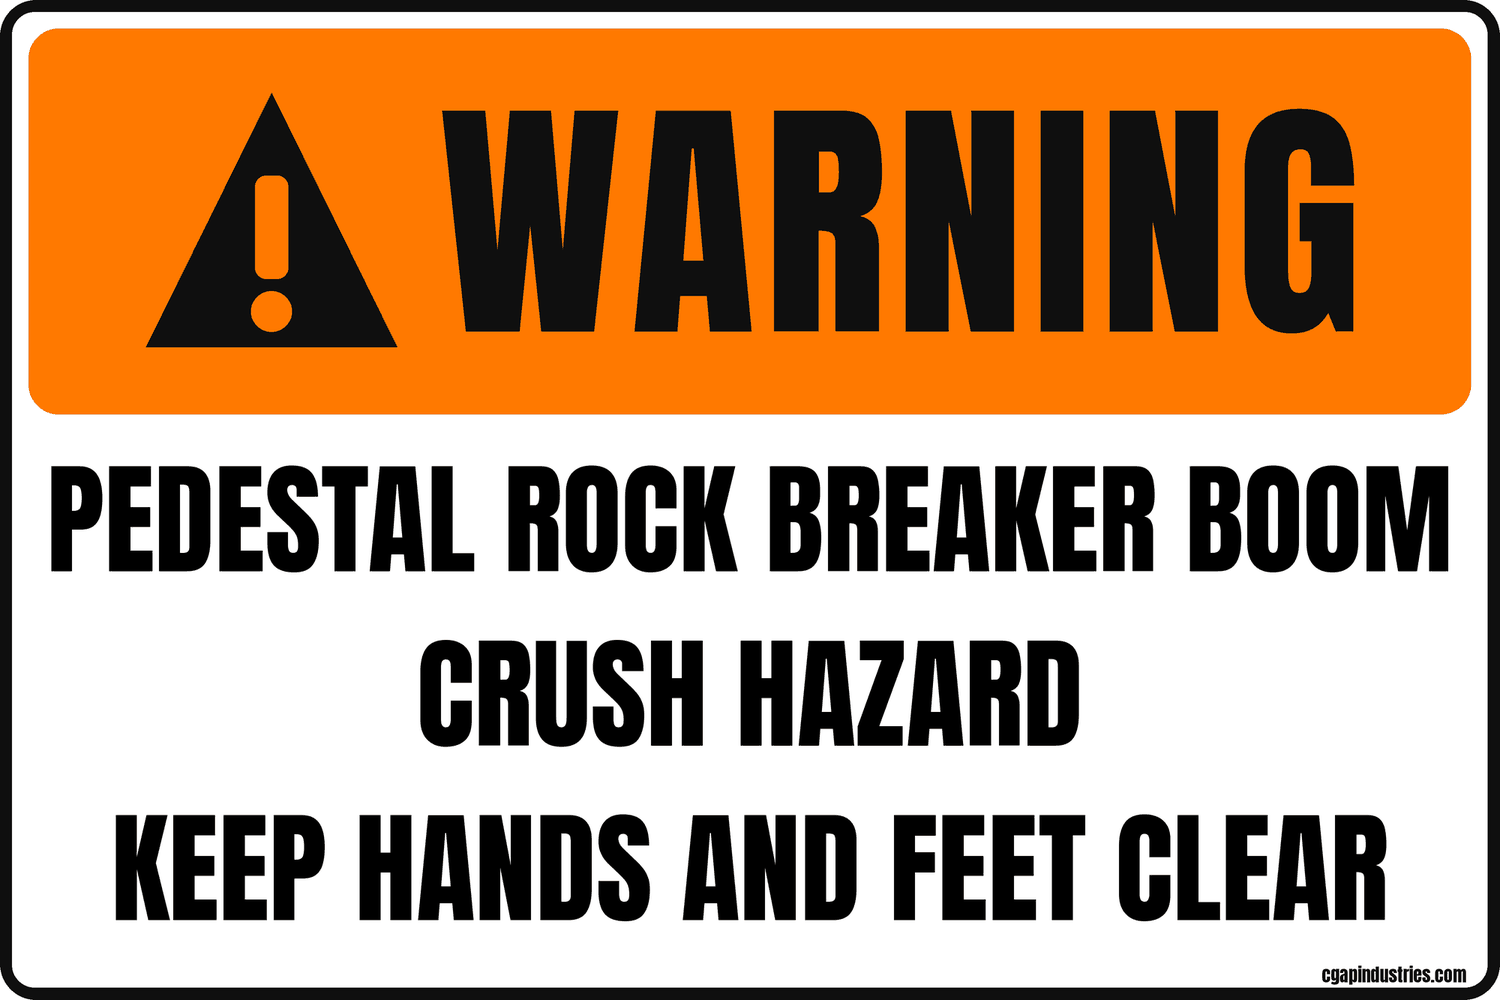 WARNING
PEDESTAL ROCK BREAKER BOOM
CRUSH HAZARD
KEEP HANDS AND FEET CLEAR
cgapindustries.com